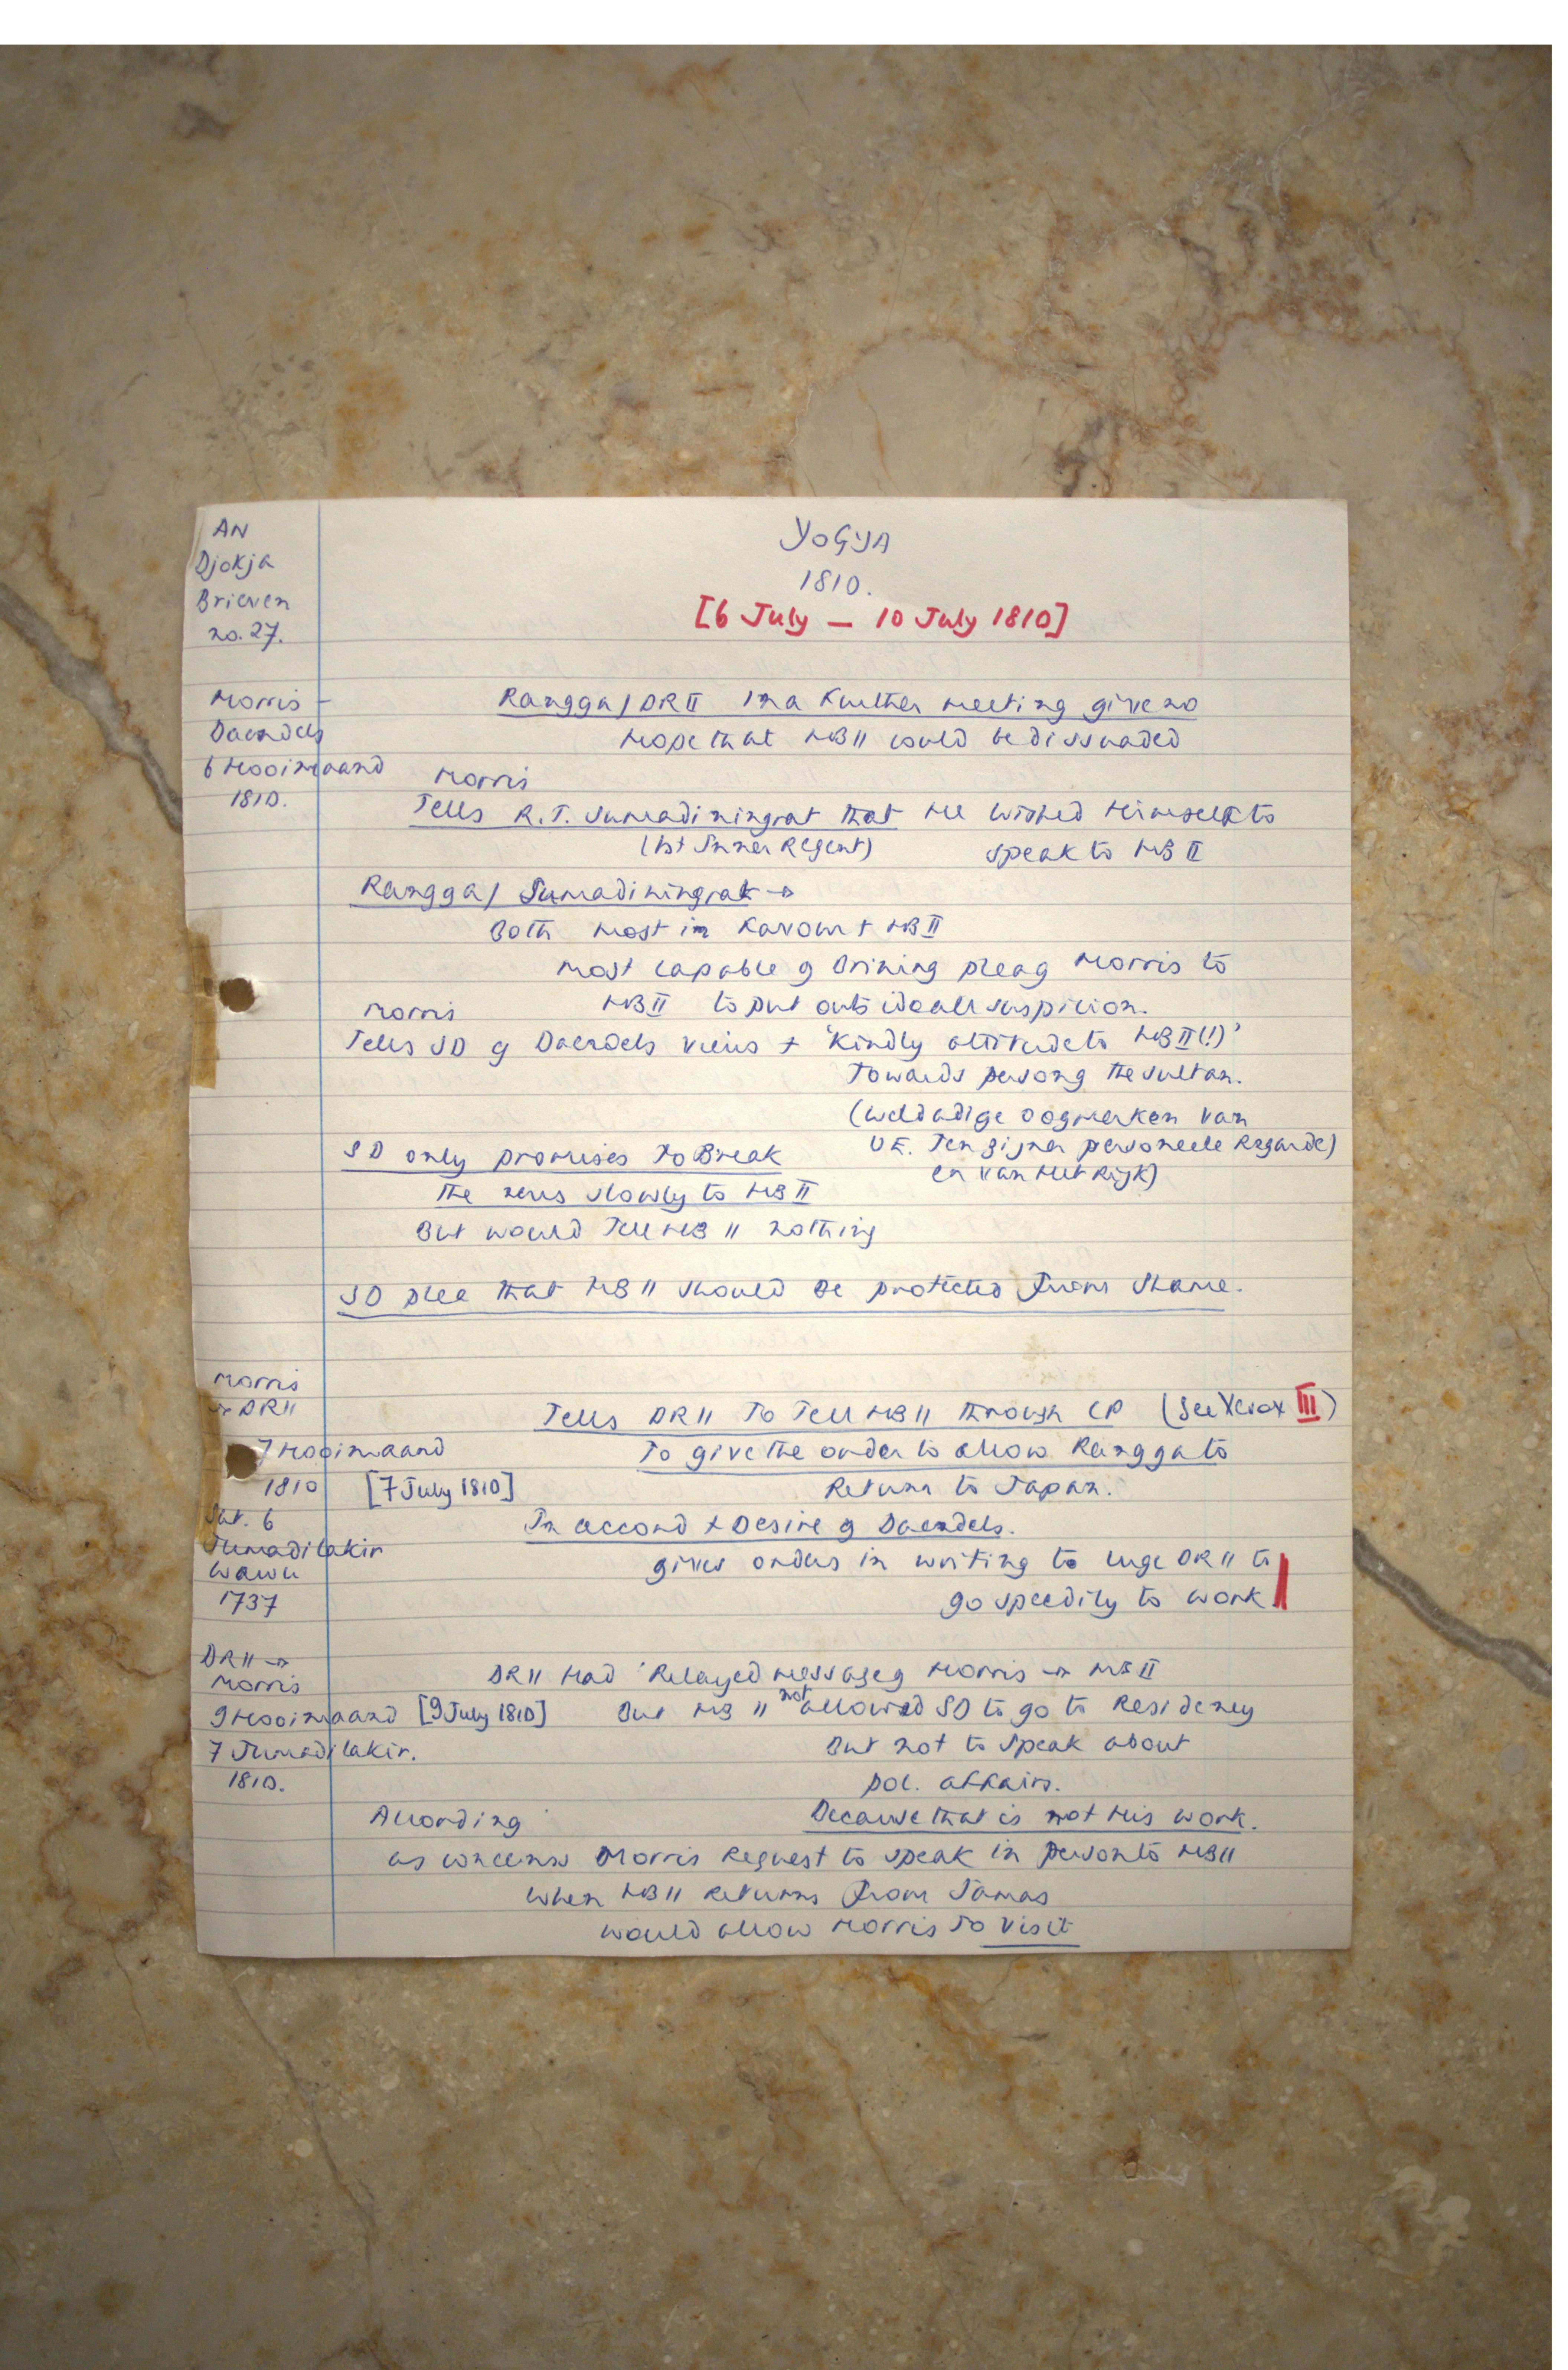 AN
Djokja
Brieven
no. 27.
YOGYA
1810.
[6 July — 10 July 1810]
Morris –
Daendels
6 Hooimaand
1810.
Rangga / DR II in a further meeting give no
hope that HB II could be dissuaded
Morris
Tells R.T. Sumadiningrat that he wished himself to
(1st Inner Regent) speak to HB II
Rangga / Sumadiningrat →
Both most in favour + HB II
most capable of brining plea of Morris to
HB II to put outside all suspicion.
Morris
Tells SD of Daendels views + 'kindly attitude to HB II (!)'
Towards person of the sultan.
(weldadige oogmerken van
U E. Ten zijner personeele Regarde)
en van het Rijk)
SD only promises to Break
the news slowly to HB II
But would Tell HB II nothing
SD plee that HB II should be protected from shame.
Morris
→ DR II
7 Hooimaand
1810 [7 July 1810]
Sat. 6
Jumadilakir
Wawu
1737
Tells DR II To Tell HB II through CP (See Xerox III)
To give the order to allow Rangga to
Return to Japan.
In accord + Desire of Daendels.
gives orders in writing to urge DR II to
go speedily to work
DR II →
Morris
9 Hooimaand [9 July 1810]
7 Jumadilakir.
1810.
DR II had Relayed message of Morris → HB II
But HB II not allowed SD to go to Residency
But not to speak about
pol. affairs.
According Because that is not his work.
as concerns Morris Request to speak in person to HB II
when HB II Returns from Tamas
would allow Morris To visit